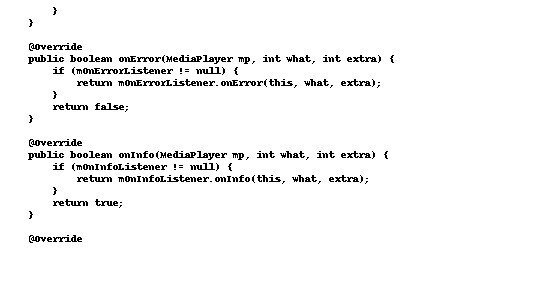 }
    }

    @Override
    public boolean onError(MediaPlayer mp, int what, int extra) {
        if (mOnErrorListener != null) {
            return mOnErrorListener.onError(this, what, extra);
        }
        return false;
    }

    @Override
    public boolean onInfo(MediaPlayer mp, int what, int extra) {
        if (mOnInfoListener != null) {
            return mOnInfoListener.onInfo(this, what, extra);
        }
        return true;
    }

    @Override